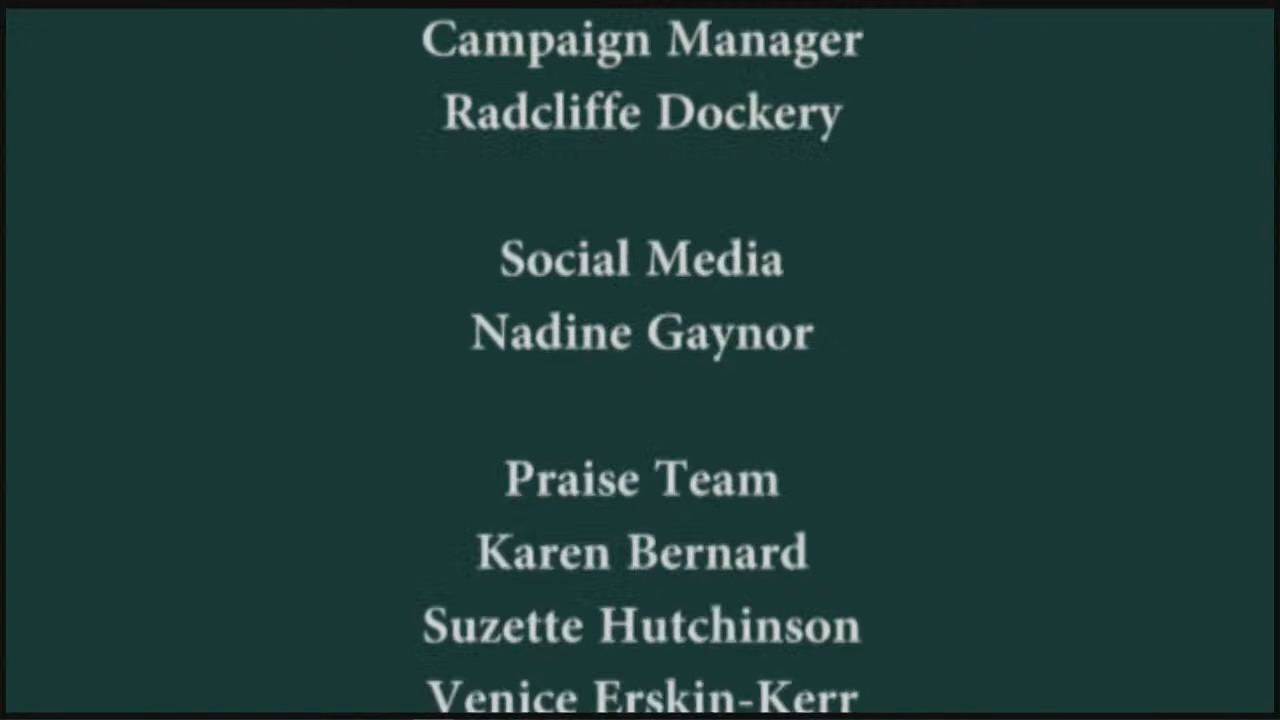 Campaign Manager
Radcliffe Dockery
Social Media
Nadine Gaynor
Praise Team
Karen Bernard
Suzette Hutchinson
Venice Erskin-Kerr